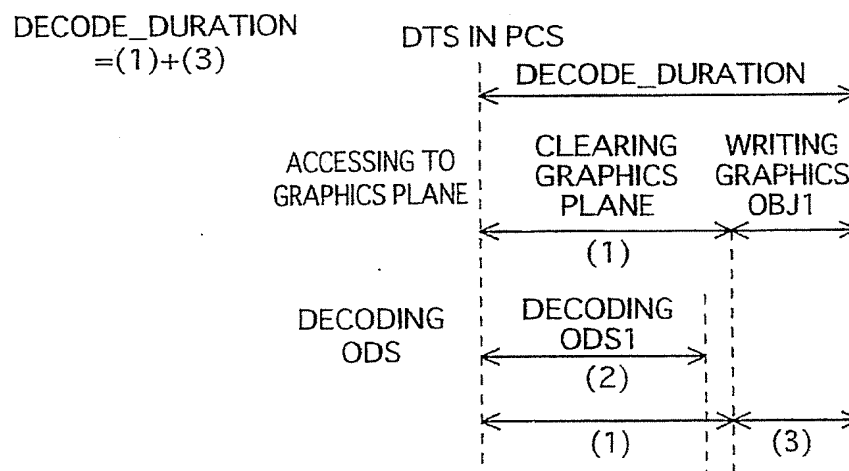 DECODE_DURATION
=(1)+(3)
DTS IN PCS
DECODE_DURATION
ACCESSING TO
GRAPHICS PLANE
CLEARING
GRAPHICS
PLANE
WRITING
GRAPHICS
OBJ1
(1)
DECODING
ODS
DECODING
ODS1
(2)
(1)
(3)